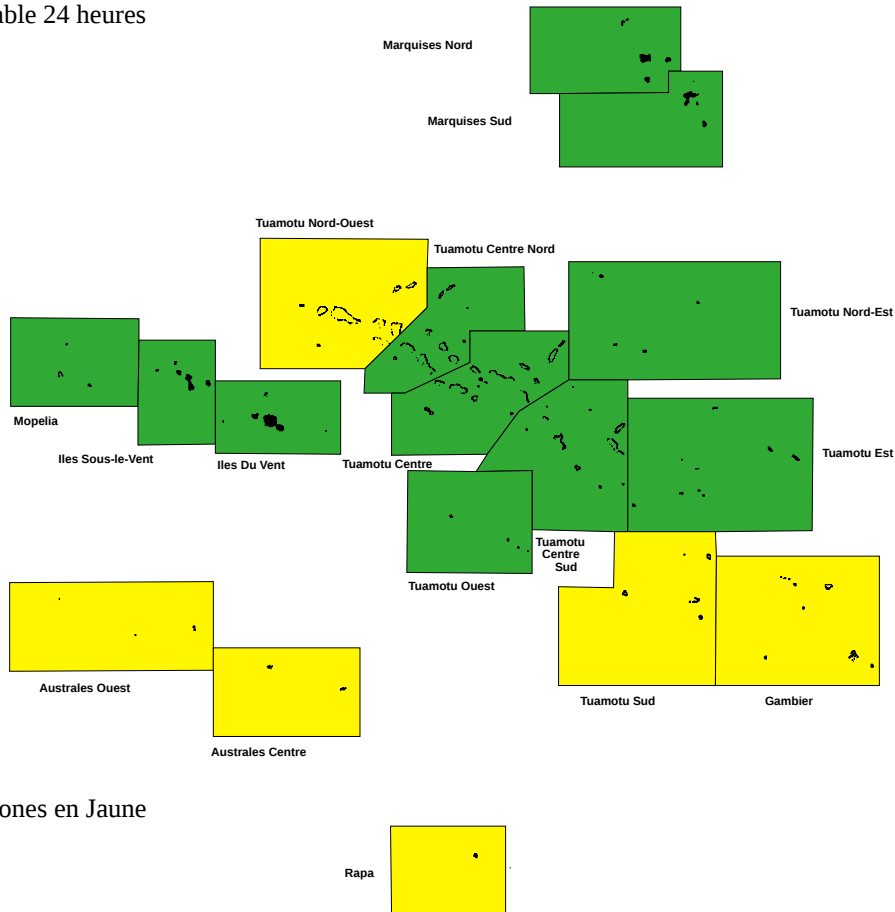 24 heures
Marquises Nord
Marquises Sud
Tuamotu Nord-Ouest
Tuamotu Centre Nord
Tuamotu Nord-Est
Mopelia
Iles Sous-le-Vent
Iles Du Vent
Tuamotu Centre
Tuamotu Est
Tuamotu
Centre
Sud
Tuamotu Ouest
Australes Ouest
Tuamotu Sud
Gambier
Australes Centre
en Jaune
Rapa